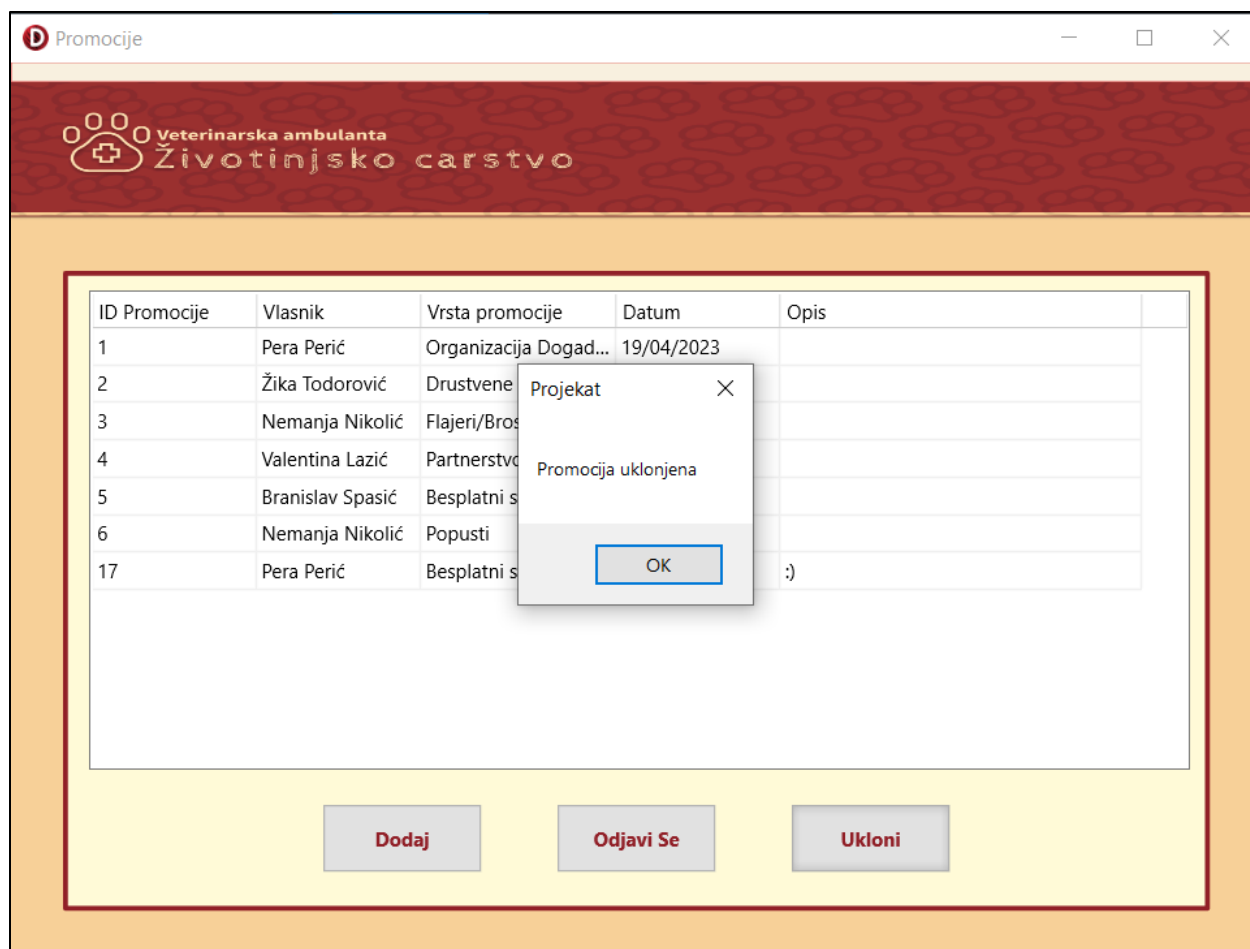 Promocije
Veterinarska ambulanta
Životinjsko carstvo
ID Promocije Vlasnik Vrsta promocije Datum Opis
1 Pera Perić Organizacija Dogad... 19/04/2023
2 Žika Todorović Drustvene
3 Nemanja Nikolić Flajeri/Bros
4 Valentina Lazić Partnerstvo
5 Branislav Spasić Besplatni s
6 Nemanja Nikolić Popusti
17 Pera Perić Besplatni s :)
Projekat
Promocija uklonjena
OK
Dodaj Odjavi Se Ukloni